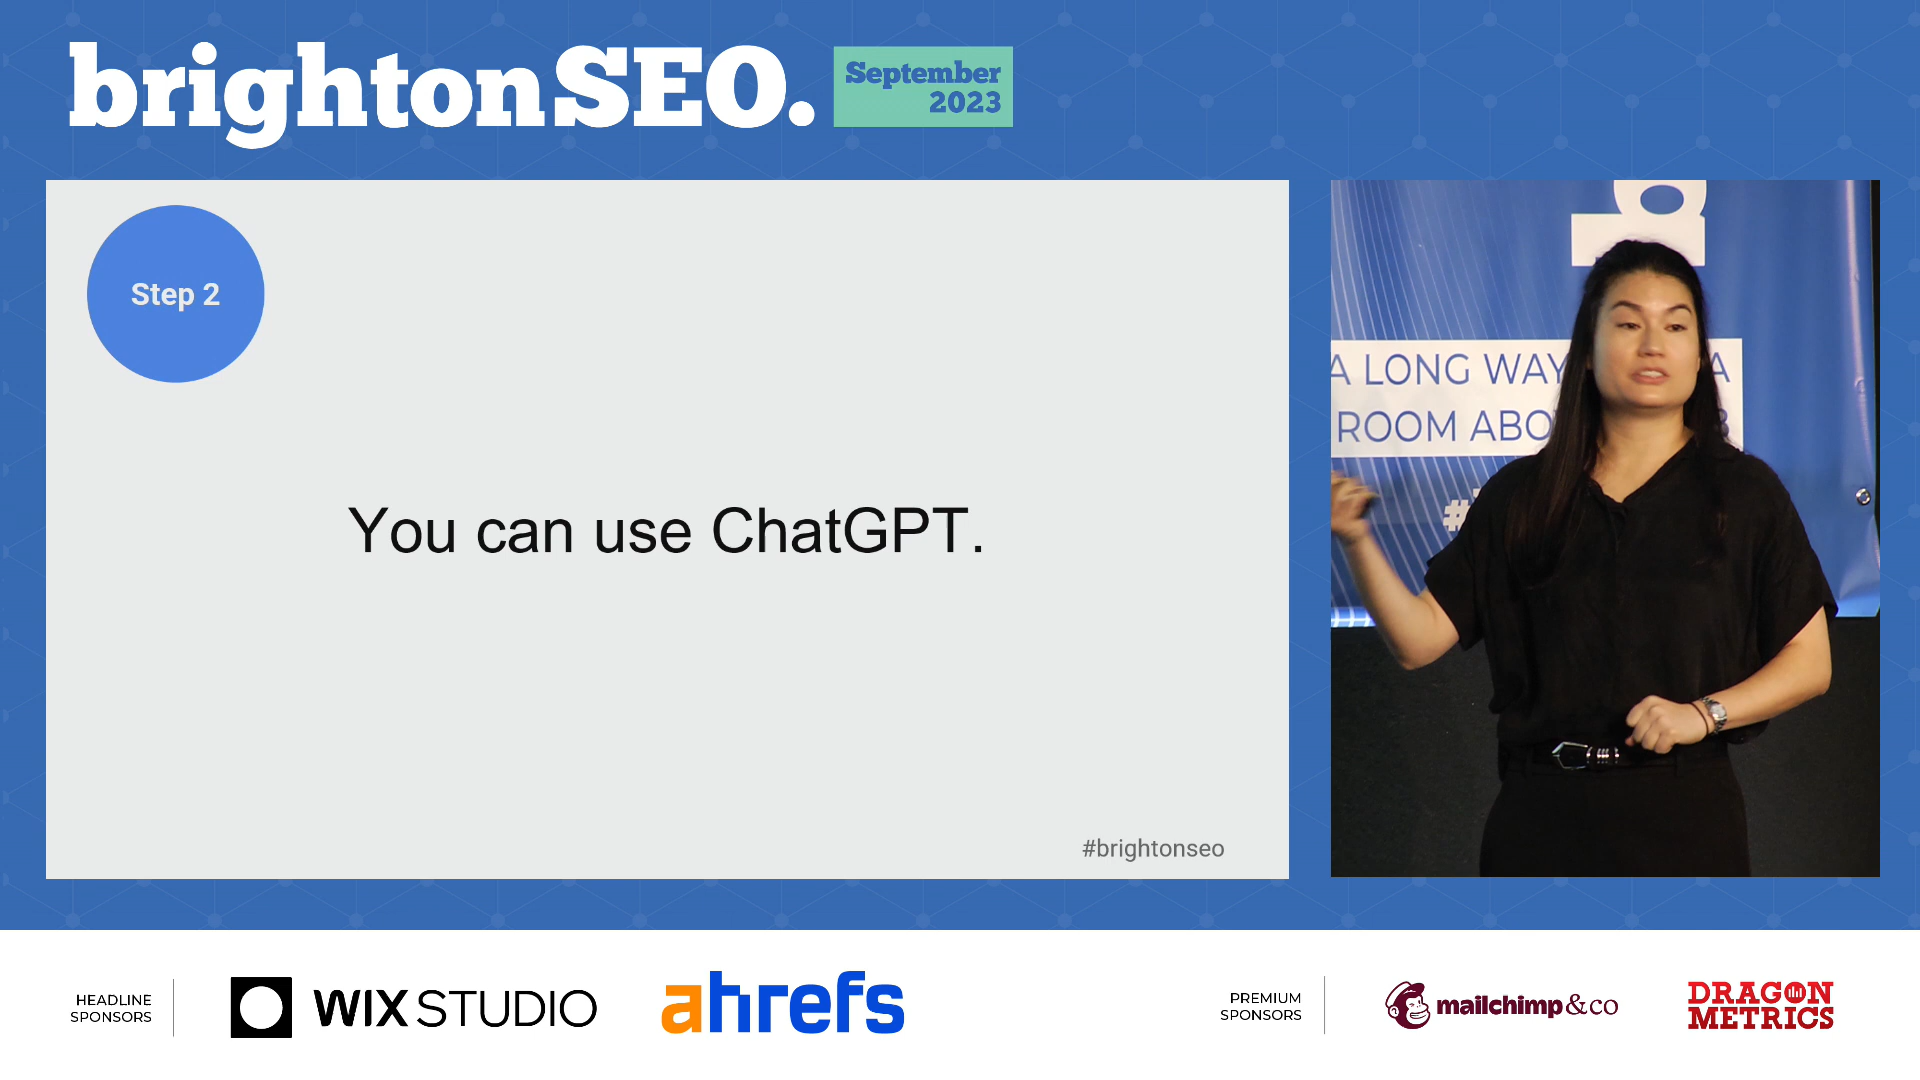 brightonSEO.
September
2023
Step 2
You can use ChatGPT.
#brightonseo
A LONG WAY A
ROOM ABO
HEADLINE
SPONSORS
WIX STUDIO
ahrefs
PREMIUM
SPONSORS
mailchimp & co
DRAGON
METRICS